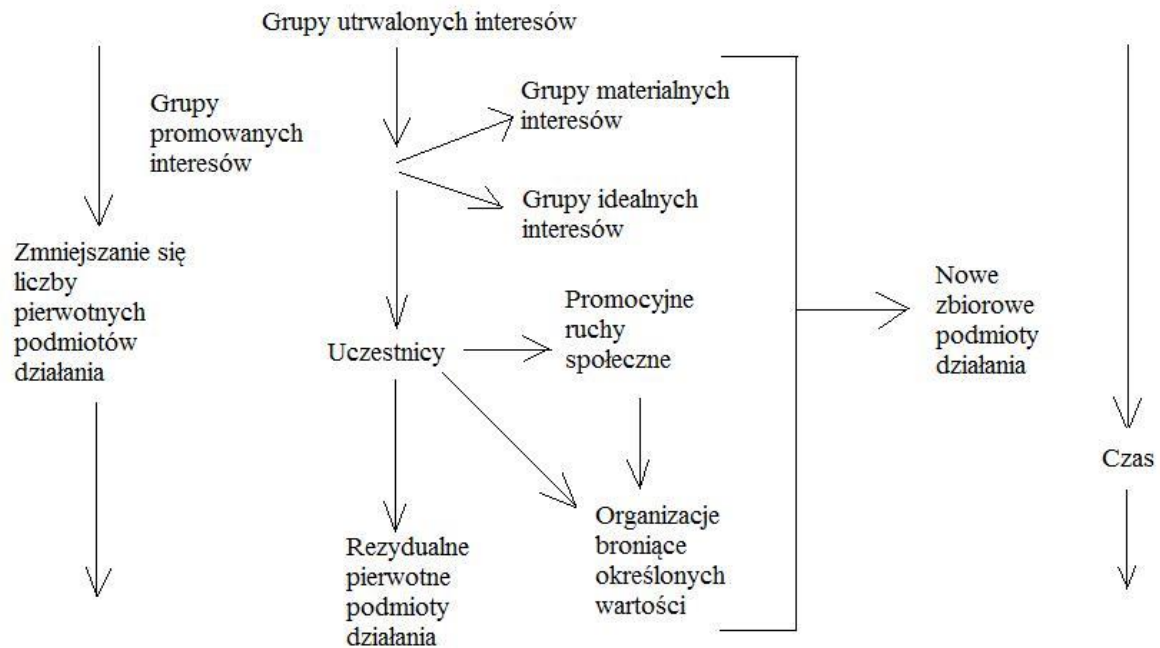 Grupy utrwalonych interesów
Grupy
promowanych
interesów
Grupy materialnych
interesów
Grupy idealnych
interesów
Zmniejszanie się
liczby
pierwotnych
podmiotów
działania
Uczestnicy
Promocyjne
ruchy
społeczne
Nowe
zbiorowe
podmioty
działania
Czas
Rezydualne
pierwotne
podmioty
działania
Organizacje
broniące
określonych
wartości